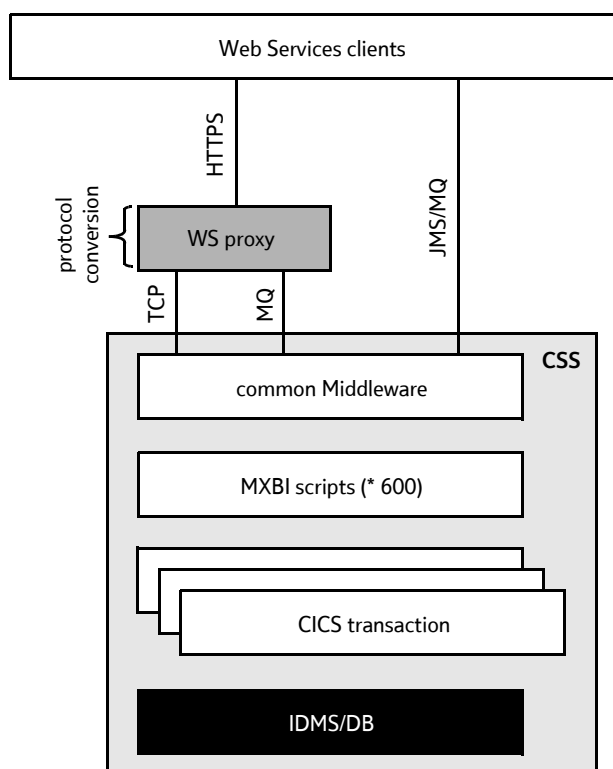 Web Services clients
HTTPS
JMS/MQ
protocol
conversion
WS proxy
TCP
MQ
CSS
common Middleware
MXBI scripts (* 600)
CICS transaction
IDMS/DB